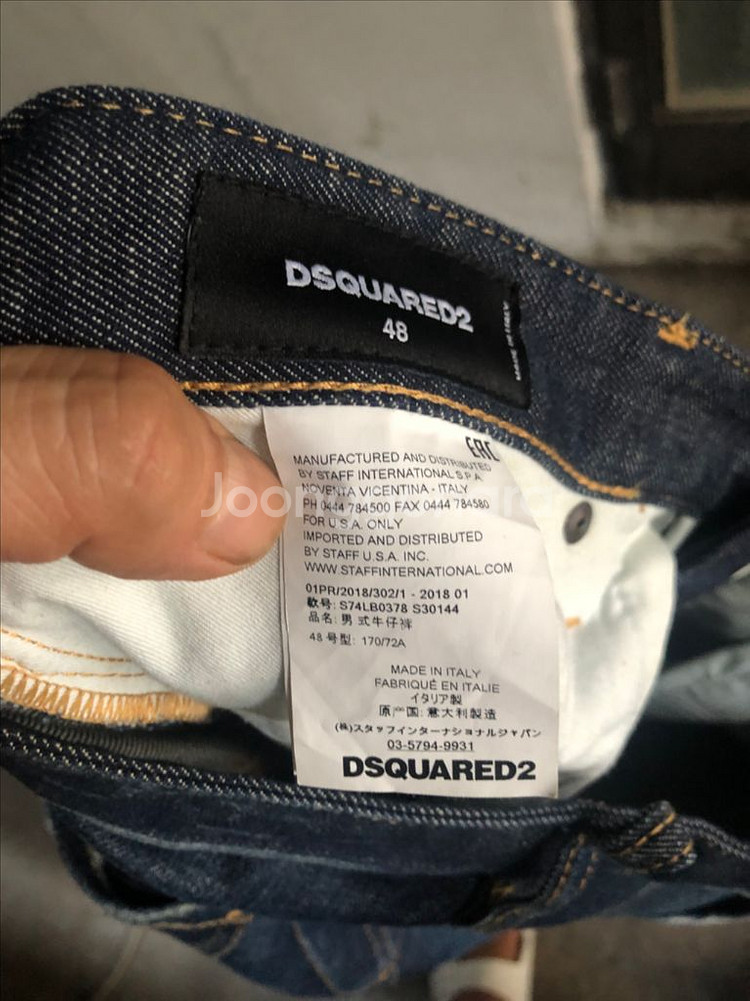 DSQUARED2
48
MADE IN ITALY
EAC
MANUFACTURED AND DISTRIBUTED
BY STAFF INTERNATIONAL S.P.A.
NOVENTA VICENTINA - ITALY
PH 0444 784500 FAX 0444 784580
FOR U.S.A. ONLY
IMPORTED AND DISTRIBUTED
BY STAFF U.S.A. INC.
WWW.STAFFINTERNATIONAL.COM
01PR/2018/302/1 - 2018 01
款号: S74LB0378 S30144
品名: 男 式牛仔裤
48 号型: 170/72A
MADE IN ITALY
FABRIQUÉ EN ITALIE
イタリア製
原产国: 意大利製造
(株)スタッフインターナショナルジャパン
03-5794-9931
DSQUARED2